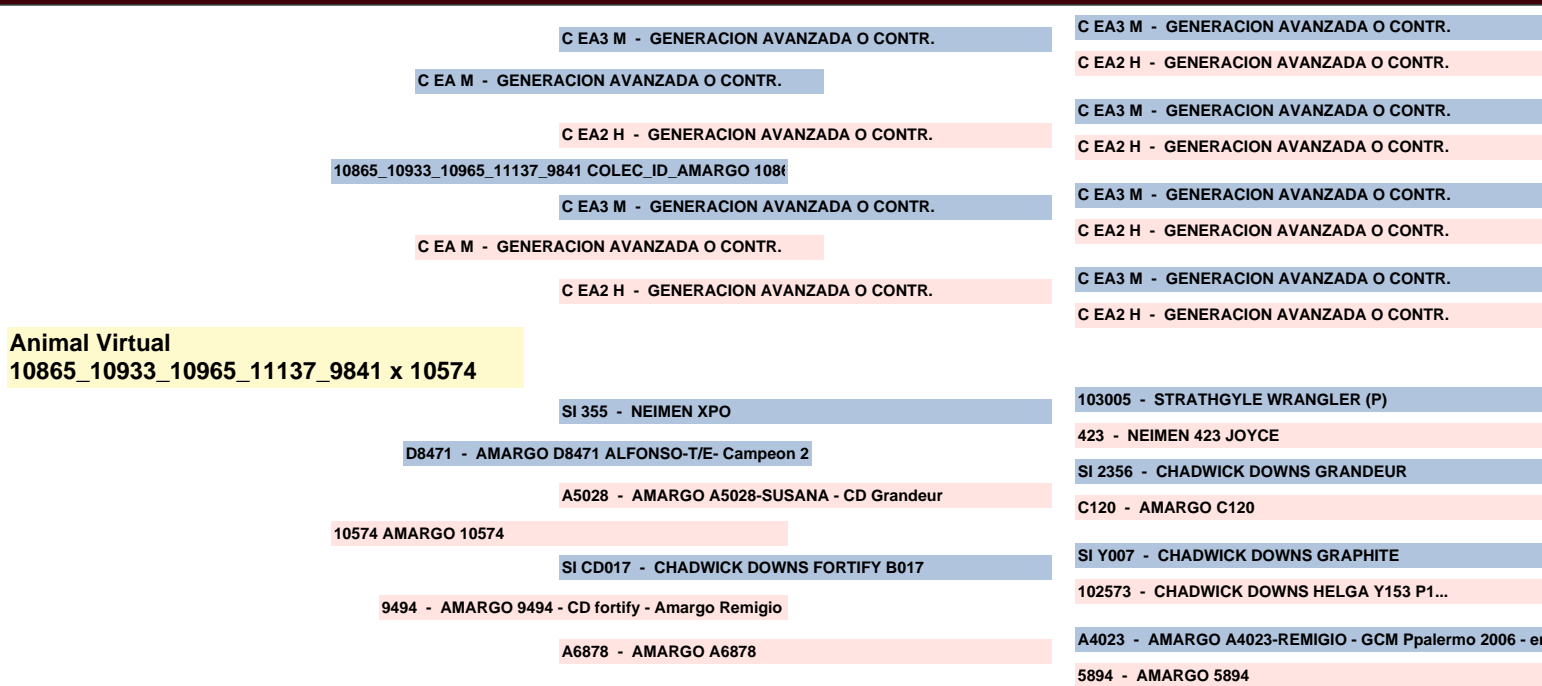 C EA3 M - GENERACION AVANZADA O CONTR.
C EA3 M - GENERACION AVANZADA O CONTR.
C EA2 H - GENERACION AVANZADA O CONTR.
C EA M - GENERACION AVANZADA O CONTR.
C EA3 M - GENERACION AVANZADA O CONTR.
C EA2 H - GENERACION AVANZADA O CONTR.
C EA2 H - GENERACION AVANZADA O CONTR.
10865_10933_10965_11137_9841 COLEC_ID_AMARGO 1086
C EA3 M - GENERACION AVANZADA O CONTR.
C EA3 M - GENERACION AVANZADA O CONTR.
C EA2 H - GENERACION AVANZADA O CONTR.
C EA M - GENERACION AVANZADA O CONTR.
C EA3 M - GENERACION AVANZADA O CONTR.
C EA2 H - GENERACION AVANZADA O CONTR.
C EA2 H - GENERACION AVANZADA O CONTR.
Animal Virtual
10865_10933_10965_11137_9841 x 10574
SI 355 - NEIMEN XPO
103005 - STRATHGYLE WRANGLER (P)
423 - NEIMEN 423 JOYCE
D8471 - AMARGO D8471 ALFONSO-T/E- Campeon 2
SI 2356 - CHADWICK DOWNS GRANDEUR
A5028 - AMARGO A5028-SUSANA - CD Grandeur
C120 - AMARGO C120
10574 AMARGO 10574
SI CD017 - CHADWICK DOWNS FORTIFY B017
SI Y007 - CHADWICK DOWNS GRAPHITE
102573 - CHADWICK DOWNS HELGA Y153 P1...
9494 - AMARGO 9494 - CD fortify - Amargo Remigio
A6878 - AMARGO A6878
A4023 - AMARGO A4023-REMIGIO - GCM Ppalermo 2006 -
5894 - AMARGO 5894